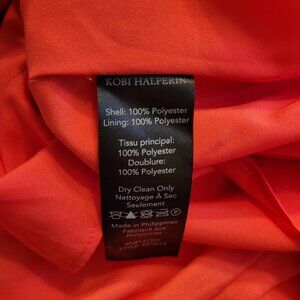 KOBI HALPERIN
Shell: 100% Polyester
Lining: 100% Polyester
Tissu principal:
100% Polyester
Doublure:
100% Polyester
Dry Clean Only
Nettoyage À Sec
Seulement
Made in Philippines
Fabriqué aux
Philippines